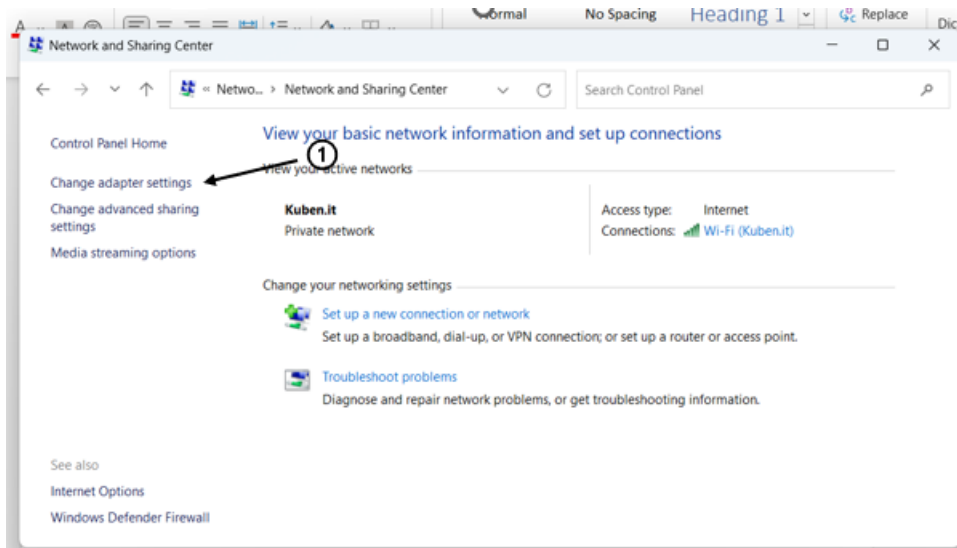 No Spacing Heading 1 Replace
Network and Sharing Center
« Netwo... > Network and Sharing Center Search Control Panel
Control Panel Home
View your basic network information and set up connections
1
View your active networks
Change adapter settings
Change advanced sharing
settings
Media streaming options
Kuben.it
Private network
Access type: Internet
Connections: Wi-Fi (Kuben.it)
Change your networking settings
Set up a new connection or network
Set up a broadband, dial-up, or VPN connection; or set up a router or access point.
Troubleshoot problems
Diagnose and repair network problems, or get troubleshooting information.
See also
Internet Options
Windows Defender Firewall